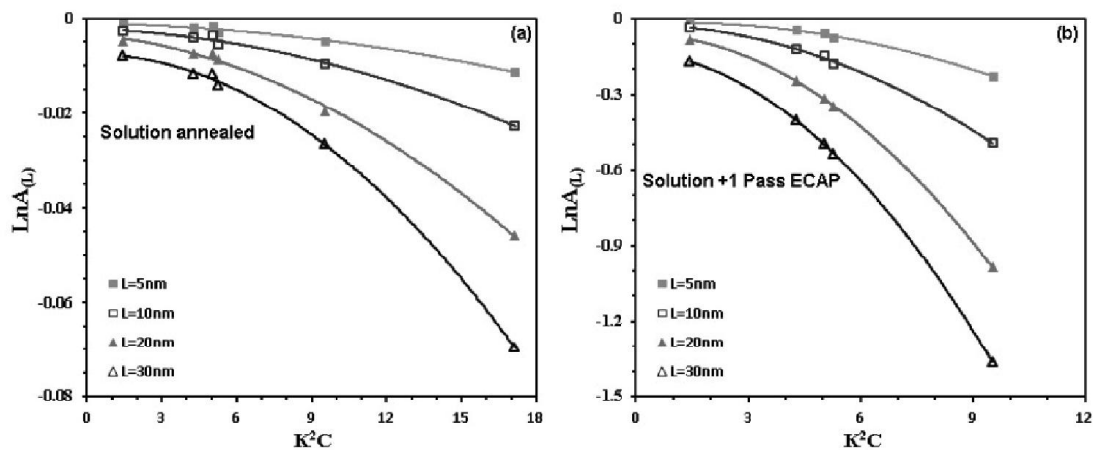 (a)
0
-0.02
-0.04
-0.06
-0.08
LnA(L)
Solution annealed
L=5nm
L=10nm
L=20nm
L=30nm
0 3 6 9 12 15 18
K²C
(b)
0
-0.3
-0.6
-0.9
-1.2
-1.5
LnA(L)
Solution +1 Pass ECAP
L=5nm
L=10nm
L=20nm
L=30nm
0 3 6 9 12
K²C